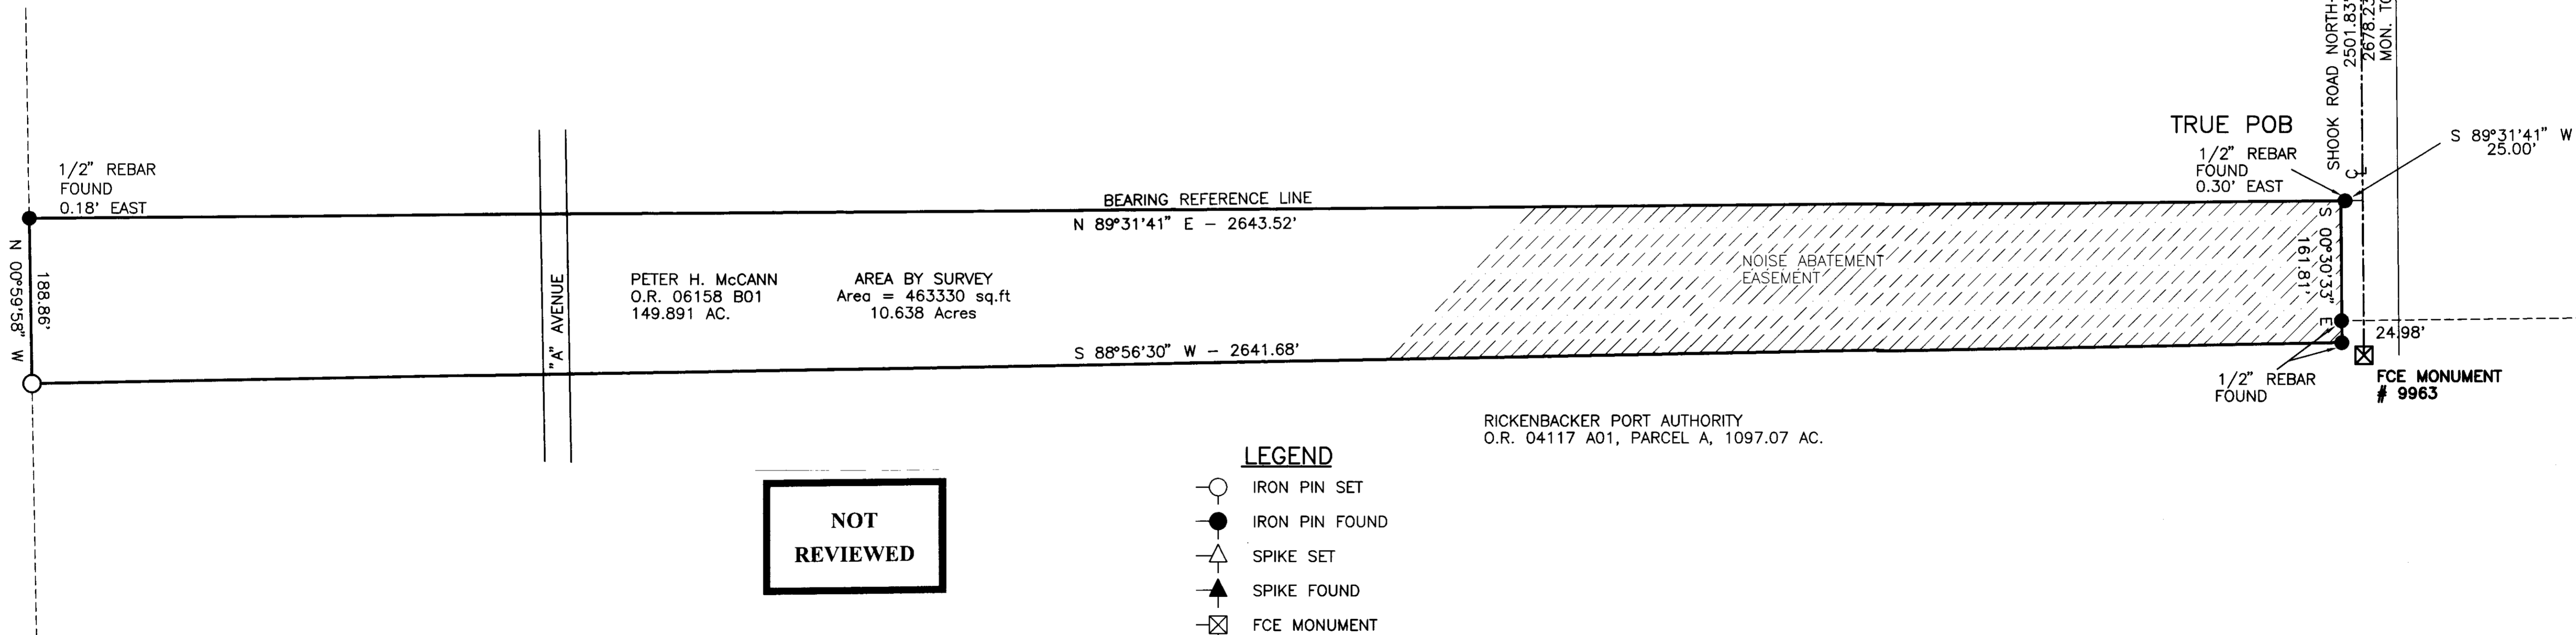 SHOOK ROAD NORTH-
2501.83'
2678.23
MON. TO
TRUE POB
S 89°31'41" W
25.00'
1/2" REBAR
FOUND
0.30' EAST
C L
1/2" REBAR
FOUND
0.18' EAST
BEARING REFERENCE LINE
N 89°31'41" E - 2643.52'
N 00°59'58" W
188.86'
"A" AVENUE
PETER H. McCANN
O.R. 06158 B01
149.891 AC.
AREA BY SURVEY
Area = 463330 sq.ft
10.638 Acres
NOISE ABATEMENT
EASEMENT
S 00°30'33" E
161.81'
24.98'
S 88°56'30" W - 2641.68'
1/2" REBAR
FOUND
FCE MONUMENT
# 9963
RICKENBACKER PORT AUTHORITY
O.R. 04117 A01, PARCEL A, 1097.07 AC.
NOT
REVIEWED
LEGEND
IRON PIN SET
IRON PIN FOUND
SPIKE SET
SPIKE FOUND
FCE MONUMENT